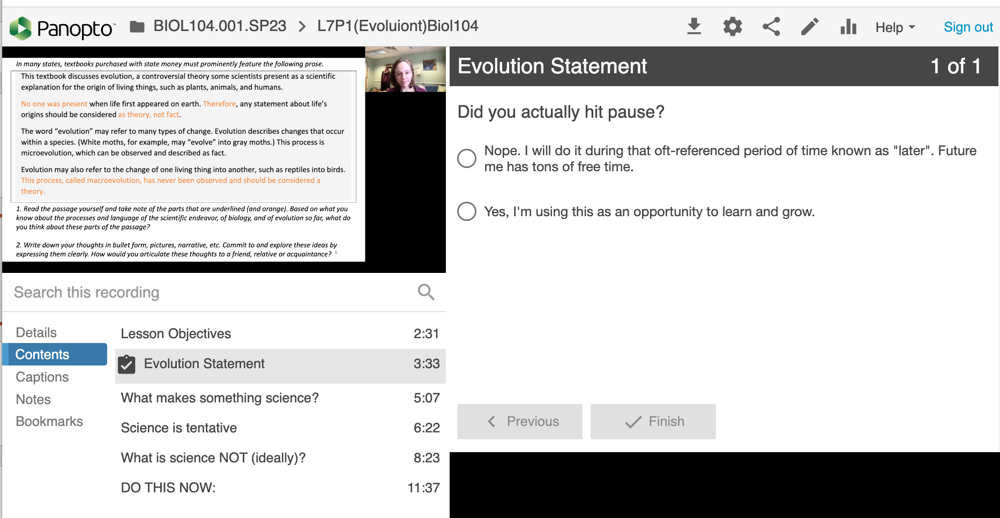 Panopto™ BIOL104.001.SP23 > L7P1(Evoluiont)Biol104 Help Sign out
In many states, textbooks purchased with state money must prominently feature the following prose.
This textbook discusses evolution, a controversial theory some scientists present as a scientific
explanation for the origin of living things, such as plants, animals, and humans.
No one was present when life first appeared on earth. Therefore, any statement about life's
origins should be considered as theory, not fact.
The word “evolution” may refer to many types of change. Evolution describes changes that occur
within a species. (White moths, for example, may “evolve” into gray moths.) This process is
microevolution, which can be observed and described as fact.
Evolution may also refer to the change of one living thing into another, such as reptiles into birds.
This process, called macroevolution, has never been observed and should be considered a
theory.
1. Read the passage yourself and take note of the parts that are underlined (and orange). Based on what you
know about the processes and language of the scientific endeavor, of biology, and of evolution so far, what do
you think about these parts of the passage?
2. Write down your thoughts in bullet form, pictures, narrative, etc. Commit to and explore these ideas by
expressing them clearly. How would you articulate these thoughts to a friend, relative or acquaintance? 6
Search this recording
Details
Contents
Captions
Notes
Bookmarks
Lesson Objectives 2:31
Evolution Statement 3:33
What makes something science? 5:07
Science is tentative 6:22
What is science NOT (ideally)? 8:23
DO THIS NOW: 11:37
Evolution Statement 1 of 1
Did you actually hit pause?
Nope. I will do it during that oft-referenced period of time known as "later". Future
me has tons of free time.
Yes, I'm using this as an opportunity to learn and grow.
Previous Finish